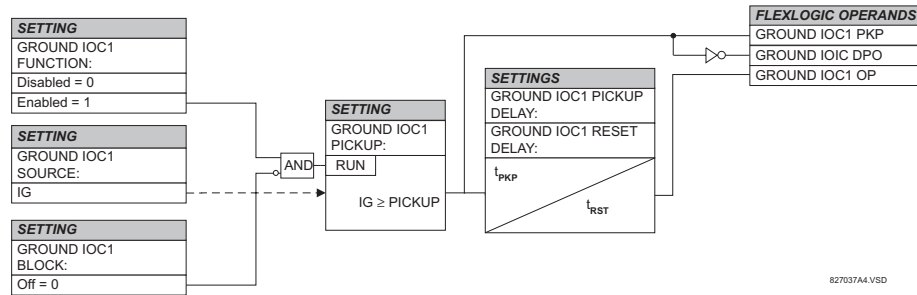 SETTING
GROUND IOC1
FUNCTION:
Disabled = 0
Enabled = 1
SETTING
GROUND IOC1
SOURCE:
IG
SETTING
GROUND IOC1
BLOCK:
Off = 0
AND
SETTING
GROUND IOC1
PICKUP:
RUN
IG ≥ PICKUP
SETTINGS
GROUND IOC1 PICKUP
DELAY:
GROUND IOC1 RESET
DELAY:
tPKP
tRST
FLEXLOGIC OPERANDS
GROUND IOC1 PKP
GROUND IOIC DPO
GROUND IOC1 OP
827037A4.VSD